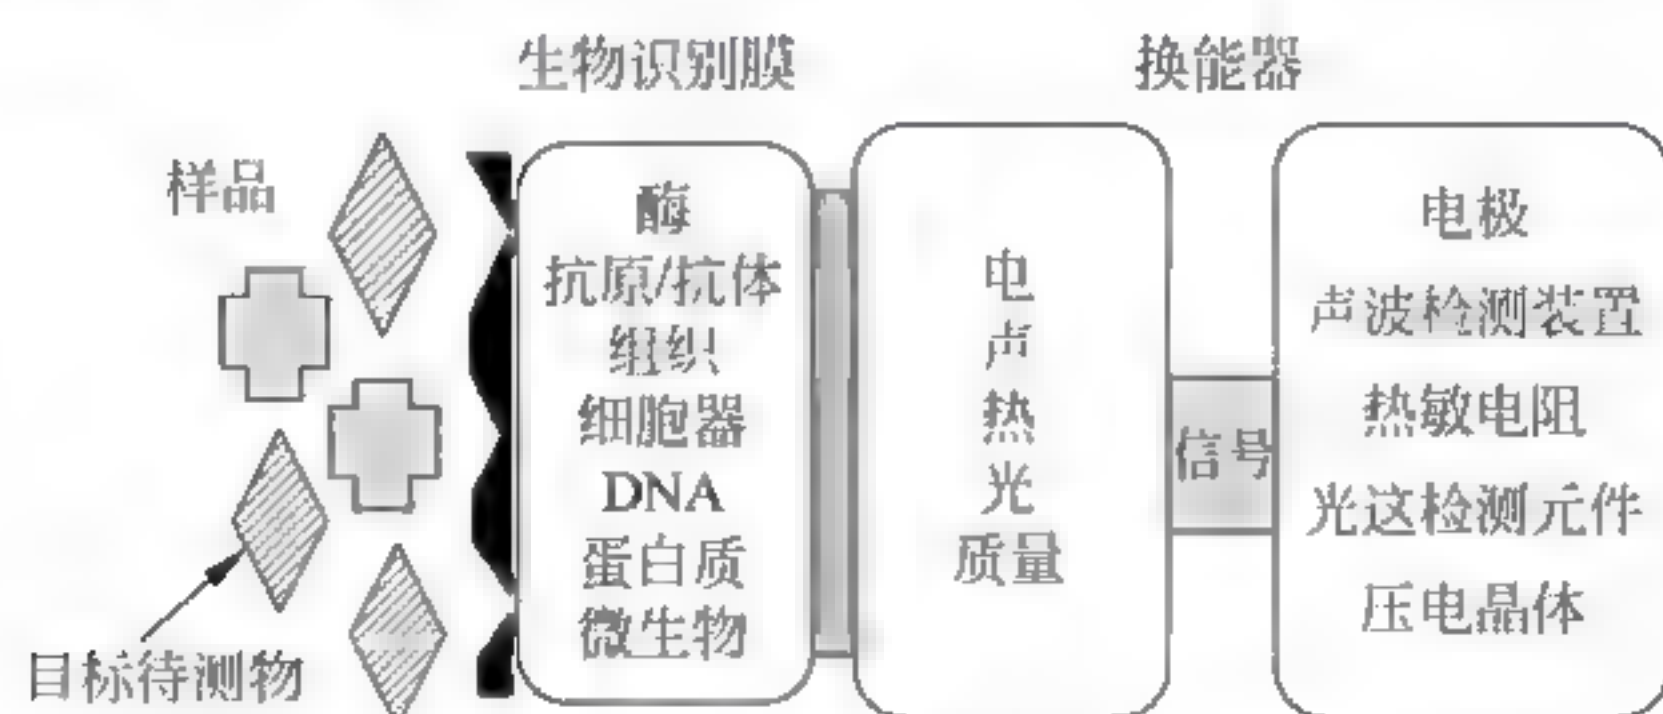 生物识别膜
换能器
样品
目标待测物
酶
抗原/抗体
组织
细胞器
DNA
蛋白质
微生物
电
声
热
光
质量
信号
电极
声波检测装置
热敏电阻
光这检测元件
压电晶体